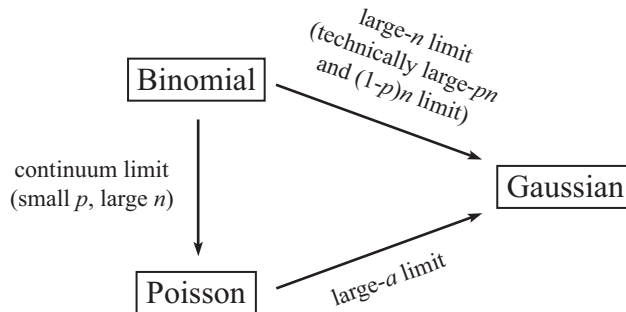 large-n limit
(technically large-pn
and (1-p)n limit)
Binomial
continuum limit
(small p, large n)
Gaussian
Poisson
large-a limit